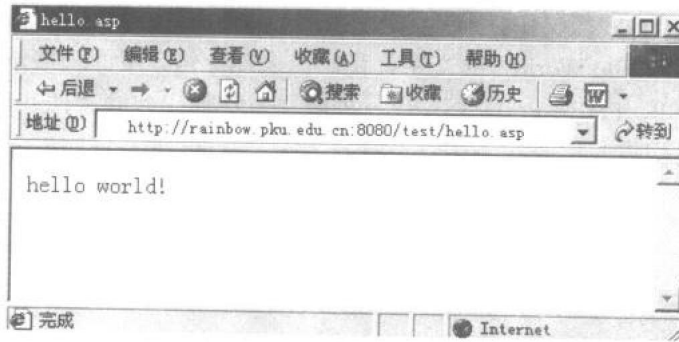 hello.asp
文件(F) 编辑(E) 查看(V) 收藏(A) 工具(T) 帮助(H)
后退 搜索 收藏 历史
地址(D) http://rainbow.pku.edu.cn:8080/test/hello.asp 转到
hello world!
完成 Internet